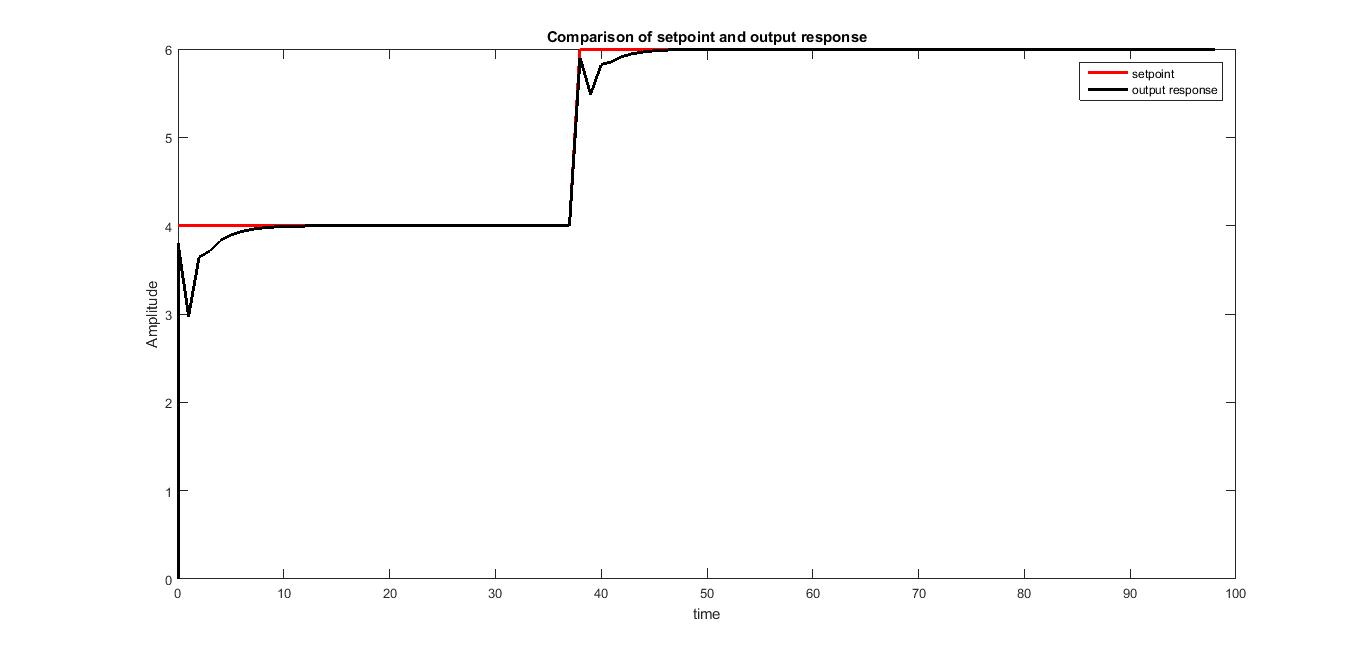 Comparison of setpoint and output response
setpoint
output response
Amplitude
6
5
4
3
2
1
0
0 10 20 30 40 50 60 70 80 90 100
time